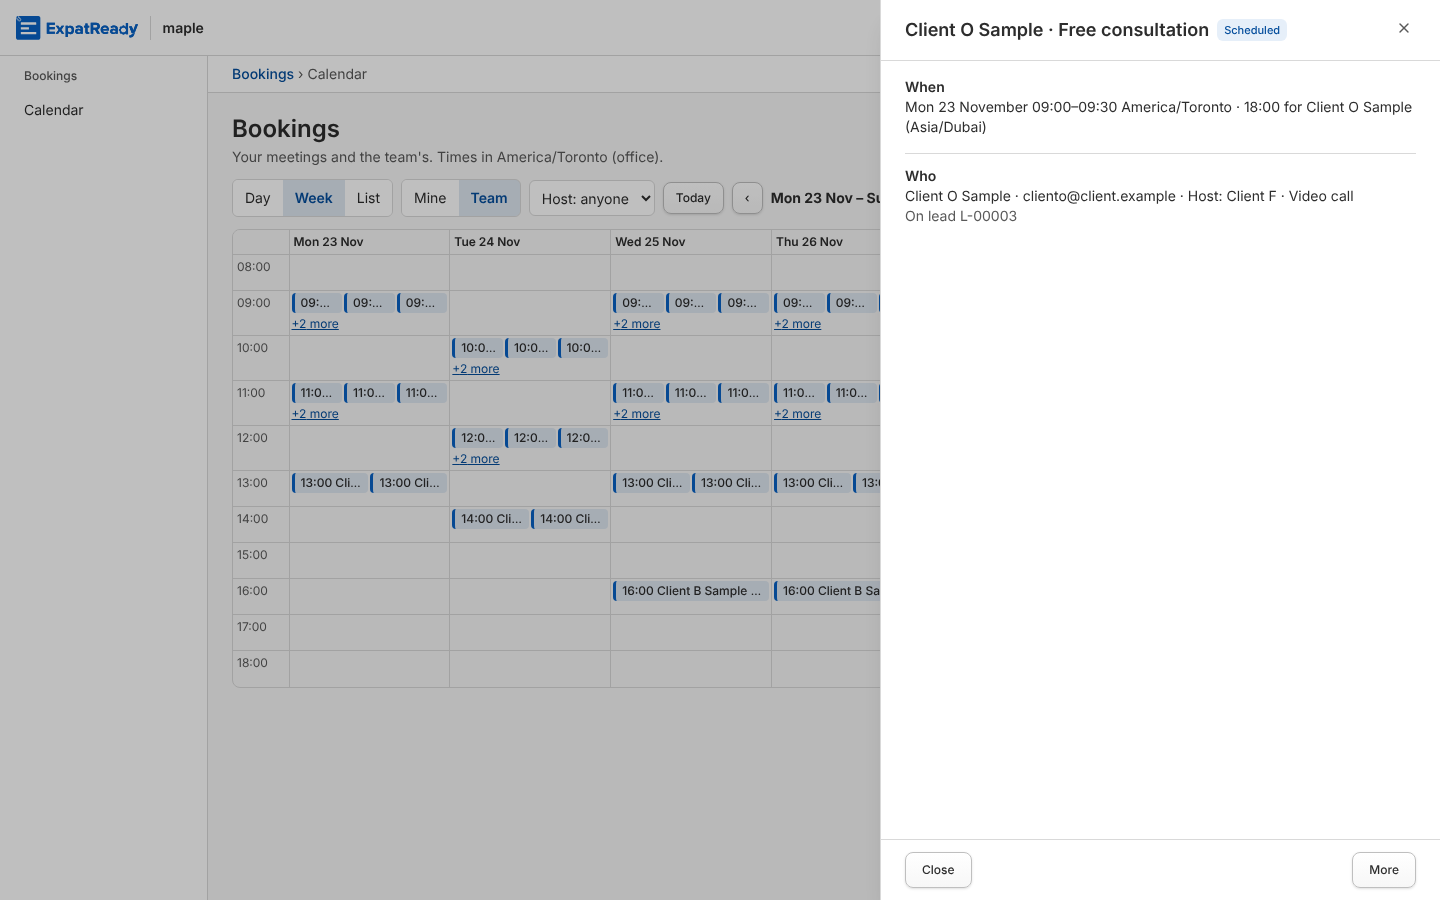 ExpatReady
maple
Bookings
Calendar
Bookings › Calendar
Bookings
Your meetings and the team's. Times in America/Toronto (office).
Day
Week
List
Mine
Team
Host: anyone
Today
‹
Mon 23 Nov – Su
Mon 23 Nov
Tue 24 Nov
Wed 25 Nov
Thu 26 Nov
08:00
09:00
09:...
09:...
09:...
09:...
09:...
09:...
09:...
09:...
+2 more
+2 more
+2 more
10:00
10:0...
10:0...
10:0...
+2 more
11:00
11:0...
11:0...
11:0...
11:0...
11:0...
11:0...
11:0...
11:0...
+2 more
+2 more
+2 more
12:00
12:0...
12:0...
12:0...
+2 more
13:00
13:00 Cli...
13:00 Cli...
13:00 Cli...
13:00 Cli...
13:00 Cli...
14:00
14:00 Cli...
14:00 Cli...
15:00
16:00
16:00 Client B Sample ...
16:00 Client B Sa
17:00
18:00
Client O Sample · Free consultation
Scheduled
×
When
Mon 23 November 09:00–09:30 America/Toronto · 18:00 for Client O Sample
(Asia/Dubai)
Who
Client O Sample · cliento@client.example · Host: Client F · Video call
On lead L-00003
Close
More